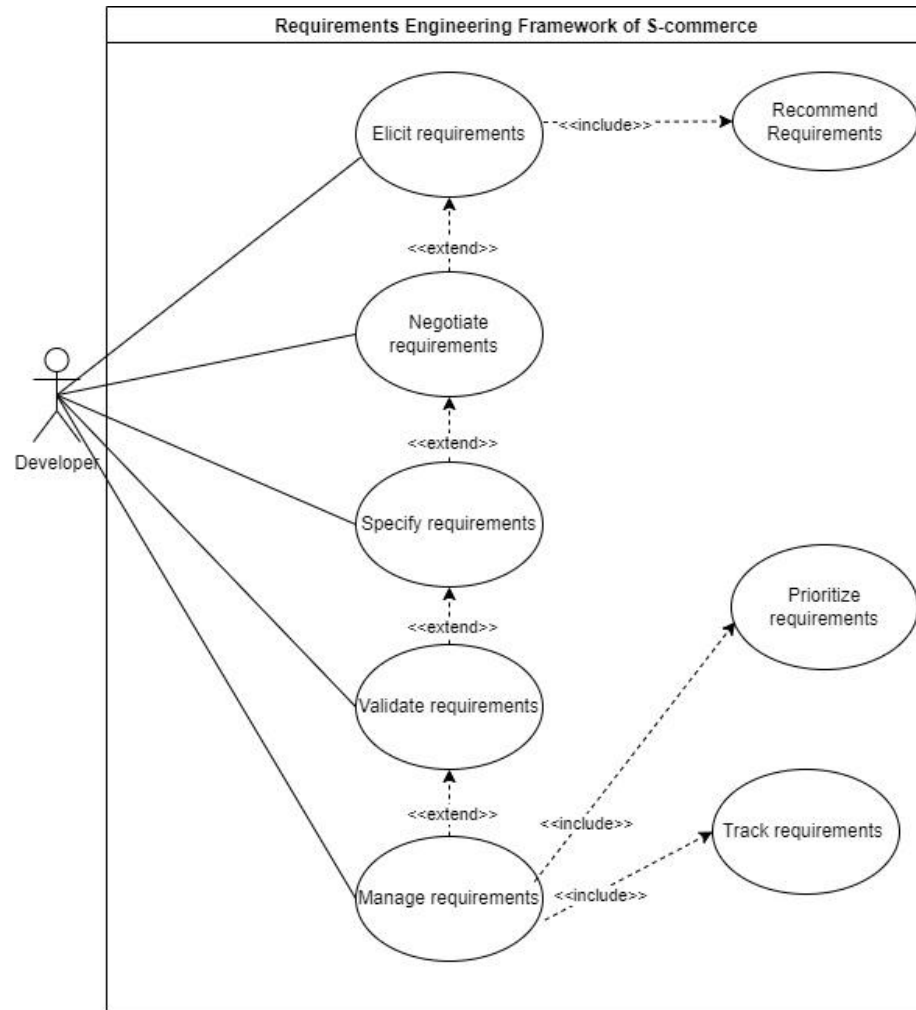 Requirements Engineering Framework of S-commerce
Elicit requirements
<<include>>
Recommend
Requirements
<<extend>>
Negotiate
requirements
Developer
<<extend>>
Specify requirements
Prioritize
requirements
<<extend>>
Validate requirements
<<extend>>
<<include>>
Track requirements
Manage requirements
<<include>>